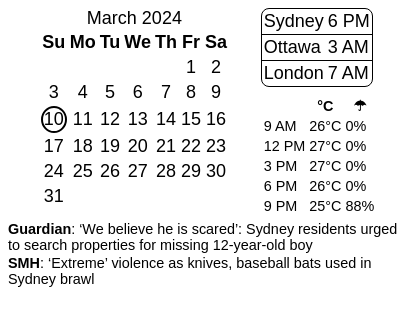 March 2024
Su Mo Tu We Th Fr Sa
1 2
3 4 5 6 7 8 9
10 11 12 13 14 15 16
17 18 19 20 21 22 23
24 25 26 27 28 29 30
31
Sydney 6 PM
Ottawa 3 AM
London 7 AM
°C ☂
9 AM 26°C 0%
12 PM 27°C 0%
3 PM 27°C 0%
6 PM 26°C 0%
9 PM 25°C 88%
Guardian: ‘We believe he is scared’: Sydney residents urged
to search properties for missing 12-year-old boy
SMH: ‘Extreme’ violence as knives, baseball bats used in
Sydney brawl